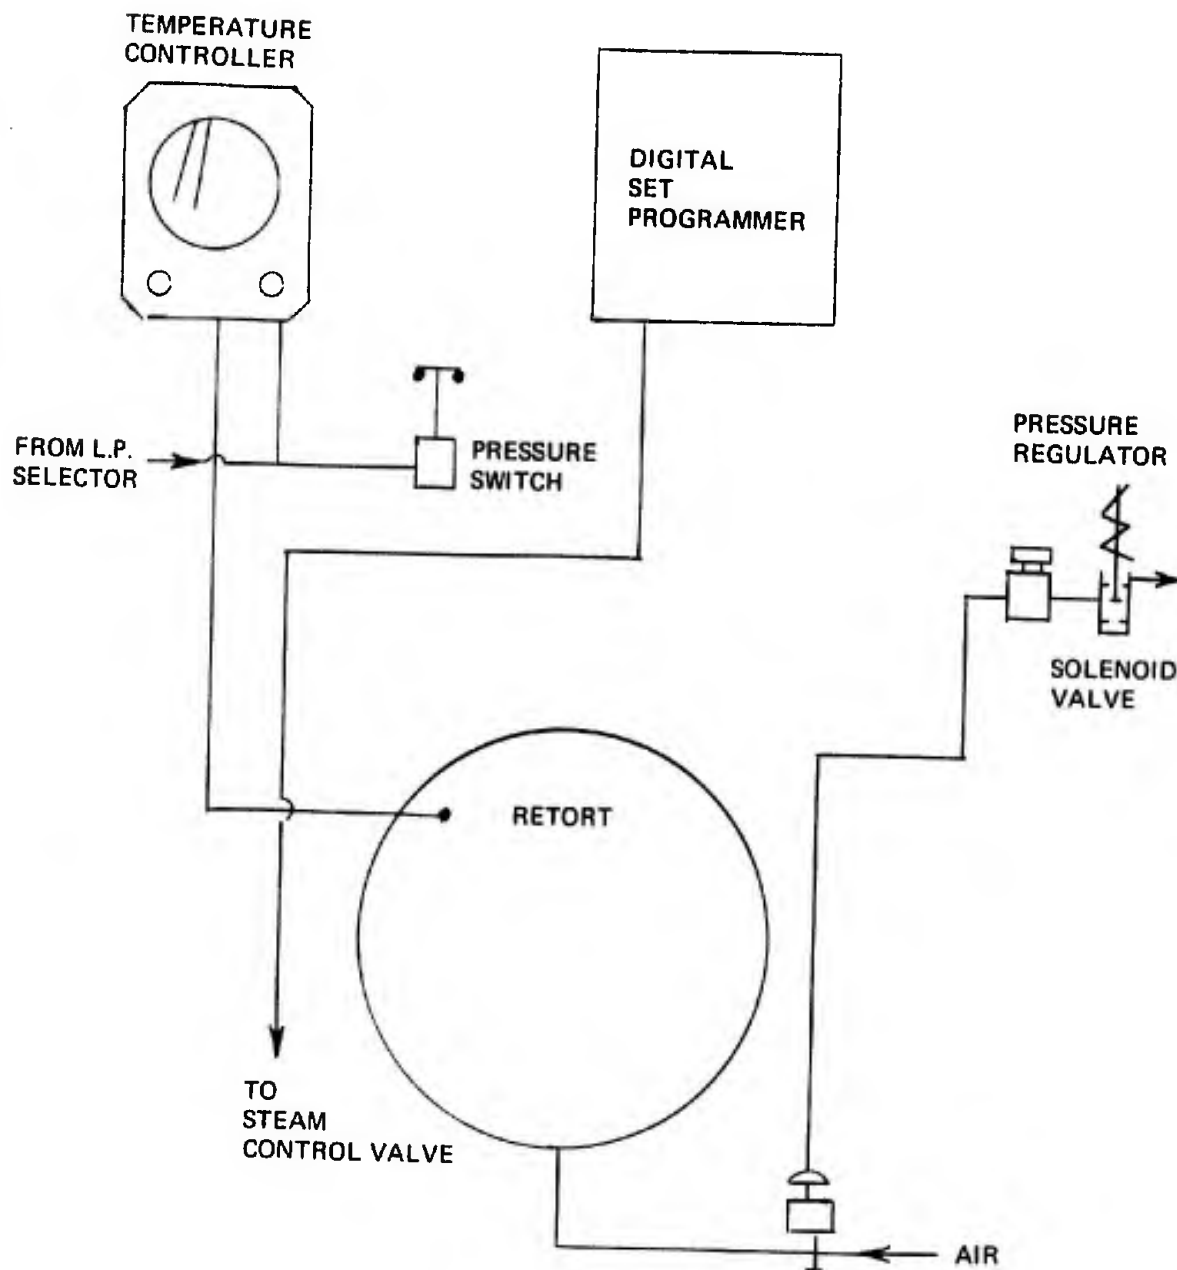 TEMPERATURE
CONTROLLER
DIGITAL
SET
PROGRAMMER
FROM L.P.
SELECTOR
PRESSURE
SWITCH
PRESSURE
REGULATOR
SOLENOID
VALVE
RETORT
TO
STEAM
CONTROL VALVE
AIR